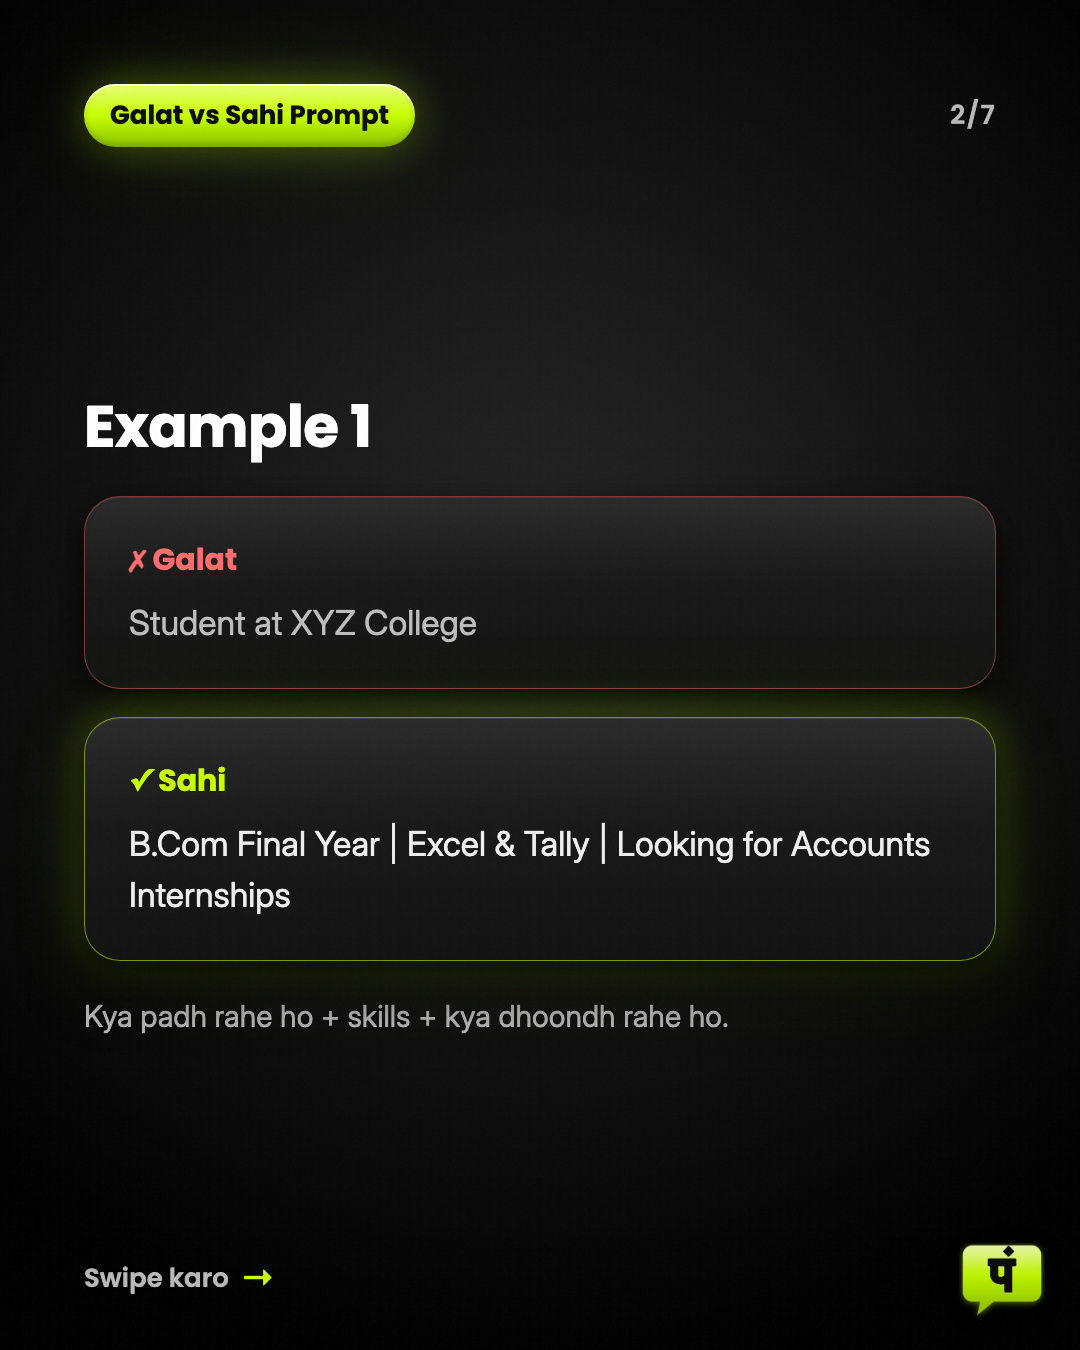 Galat vs Sahi Prompt
2/7
Example 1
✗ Galat
Student at XYZ College
✓ Sahi
B.Com Final Year | Excel & Tally | Looking for Accounts
Internships
Kya padh rahe ho + skills + kya dhoondh rahe ho.
Swipe karo →
पं